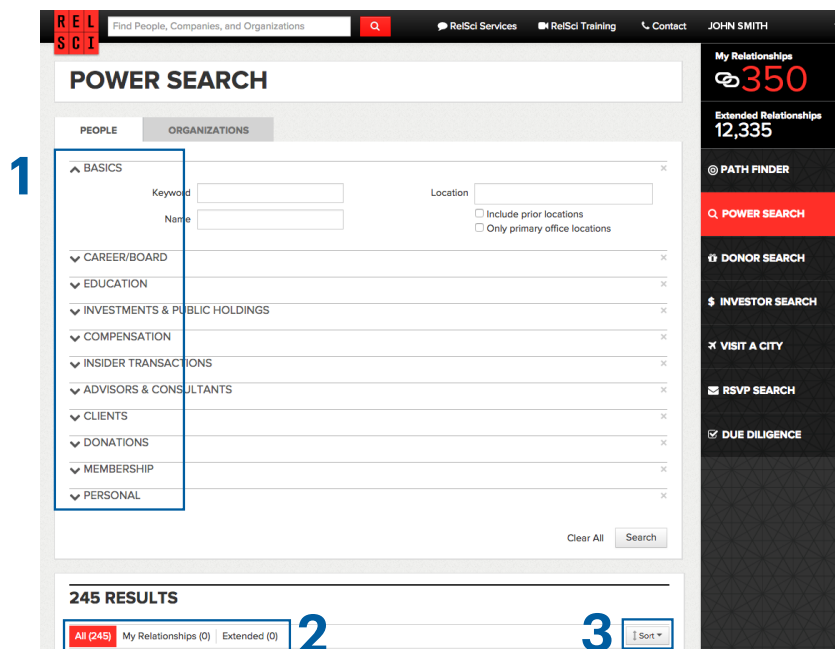 REL
SCI
Find People, Companies, and Organizations
RelSci Services
RelSci Training
Contact
JOHN SMITH
My Relationships
350
Extended Relationships
12,335
PATH FINDER
POWER SEARCH
DONOR SEARCH
$ INVESTOR SEARCH
VISIT A CITY
RSVP SEARCH
DUE DILIGENCE
POWER SEARCH
PEOPLE
ORGANIZATIONS
1
BASICS
Keyword
Location
Name
Include prior locations
Only primary office locations
CAREER/BOARD
EDUCATION
INVESTMENTS & PUBLIC HOLDINGS
COMPENSATION
INSIDER TRANSACTIONS
ADVISORS & CONSULTANTS
CLIENTS
DONATIONS
MEMBERSHIP
PERSONAL
Clear All
Search
245 RESULTS
All (245)
My Relationships (0)
Extended (0)
2
3
Sort